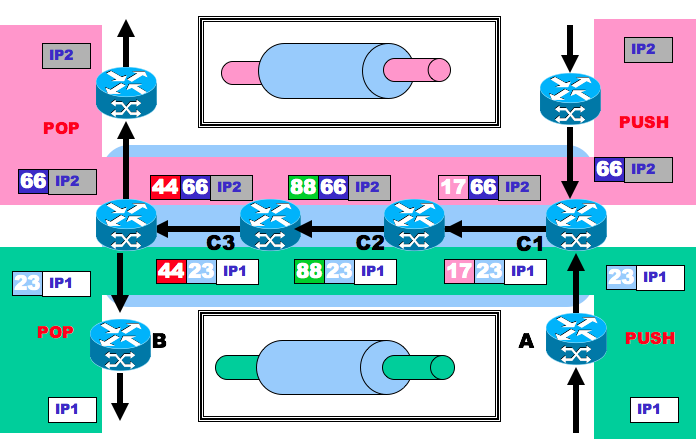 IP2
IP2
POP
PUSH
66 IP2
44 66 IP2
88 66 IP2
17 66 IP2
66 IP2
C3
C2
C1
23 IP1
44 23 IP1
88 23 IP1
17 23 IP1
23 IP1
POP
B
A
PUSH
IP1
IP1